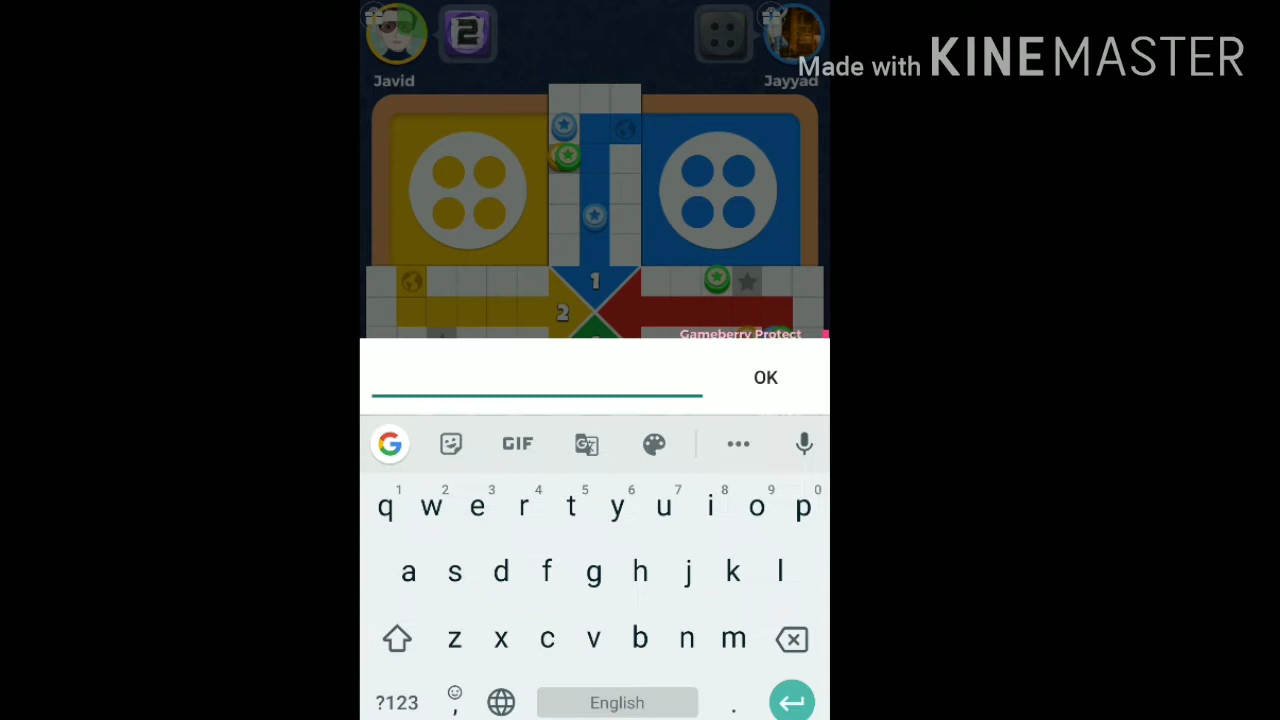 2
Javid
Jayyad
Made with KINEMASTER
1
2
Gameberry Protect
OK
G GIF G
1 2 3 4 5 6 7 8 9 0
q w e r t y u i o p
a s d f g h j k l
z x c v b n m
?123 , English .